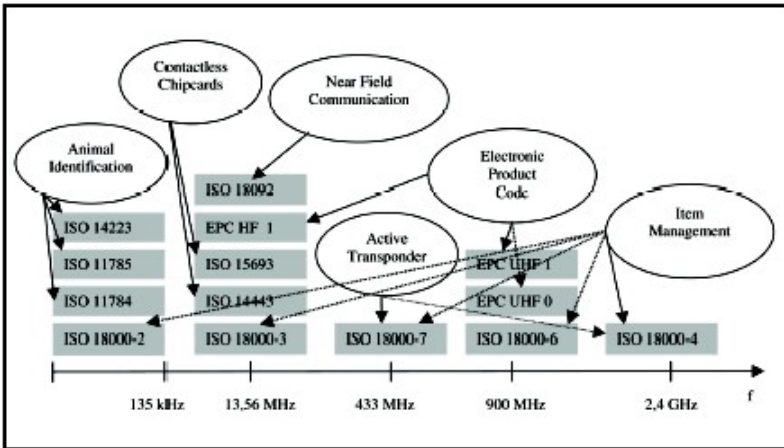 Contactless
Chipcards
Near Field
Communication
Animal
Identification
Electronic
Product
Code
Item
Management
Active
Transponder
ISO 18092
ISO 14223
EPC HF 1
ISO 11785
ISO 15693
EPC UHF 1
ISO 11784
ISO 14443
EPC UHF 0
ISO 18000-2
ISO 18000-3
ISO 18000-7
ISO 18000-6
ISO 18000-4
f
135 kHz
13,56 MHz
433 MHz
900 MHz
2,4 GHz